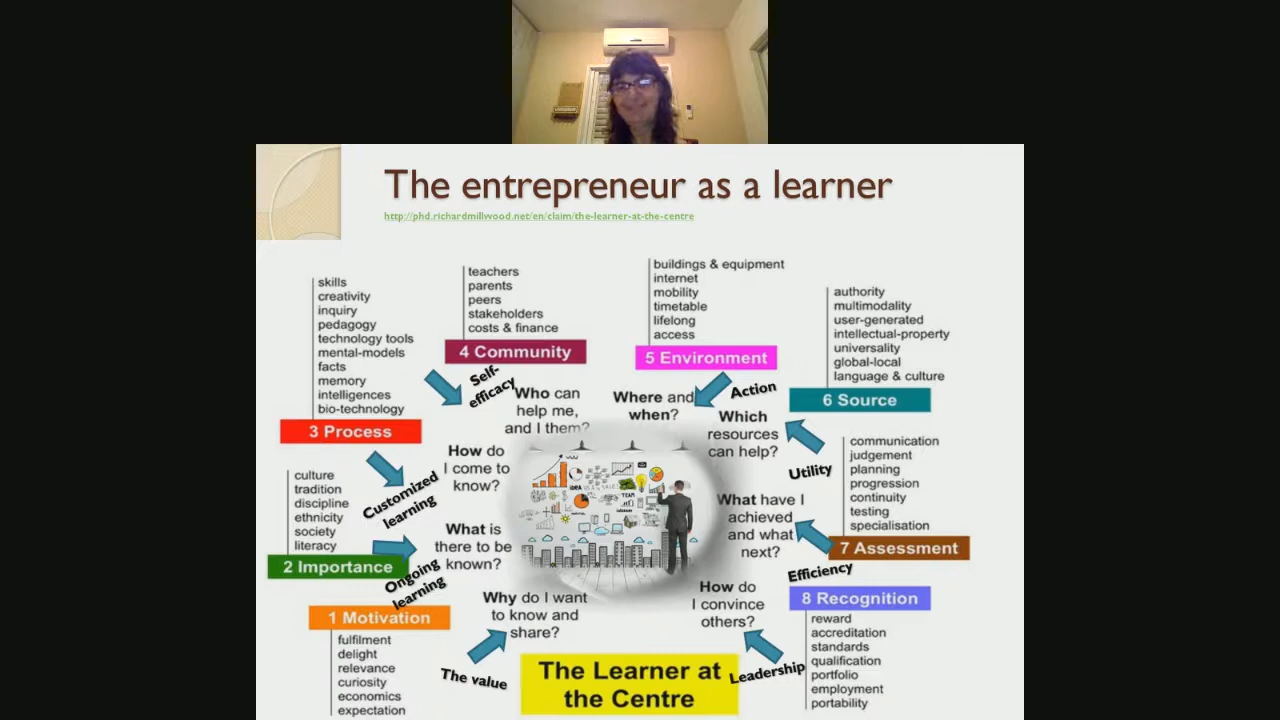 The entrepreneur as a learner
http://phd.richardmillwood.net/en/claim/the-learner-at-the-centre
skills
creativity
inquiry
pedagogy
technology tools
mental-models
facts
memory
intelligences
bio-technology
3 Process
teachers
parents
peers
stakeholders
costs & finance
4 Community
buildings & equipment
internet
mobility
timetable
lifelong
access
5 Environment
authority
multimodality
user-generated
intellectual-property
universality
global-local
language & culture
6 Source
Self-
efficacy
Who can
help me,
and I them?
Where and
when?
Action
Which
resources
can help?
Utility
How do
I come to
know?
Customized
learning
culture
tradition
discipline
ethnicity
society
literacy
2 Importance
What is
there to be
known?
Ongoing
learning
IDEA
TEAM
What have I
achieved
and what
next?
communication
judgement
planning
progression
continuity
testing
specialisation
7 Assessment
Efficiency
1 Motivation
fulfilment
delight
relevance
curiosity
economics
expectation
Why do I want
to know and
share?
The value
The Learner at
the Centre
How do
I convince
others?
Leadership
8 Recognition
reward
accreditation
standards
qualification
portfolio
employment
portability